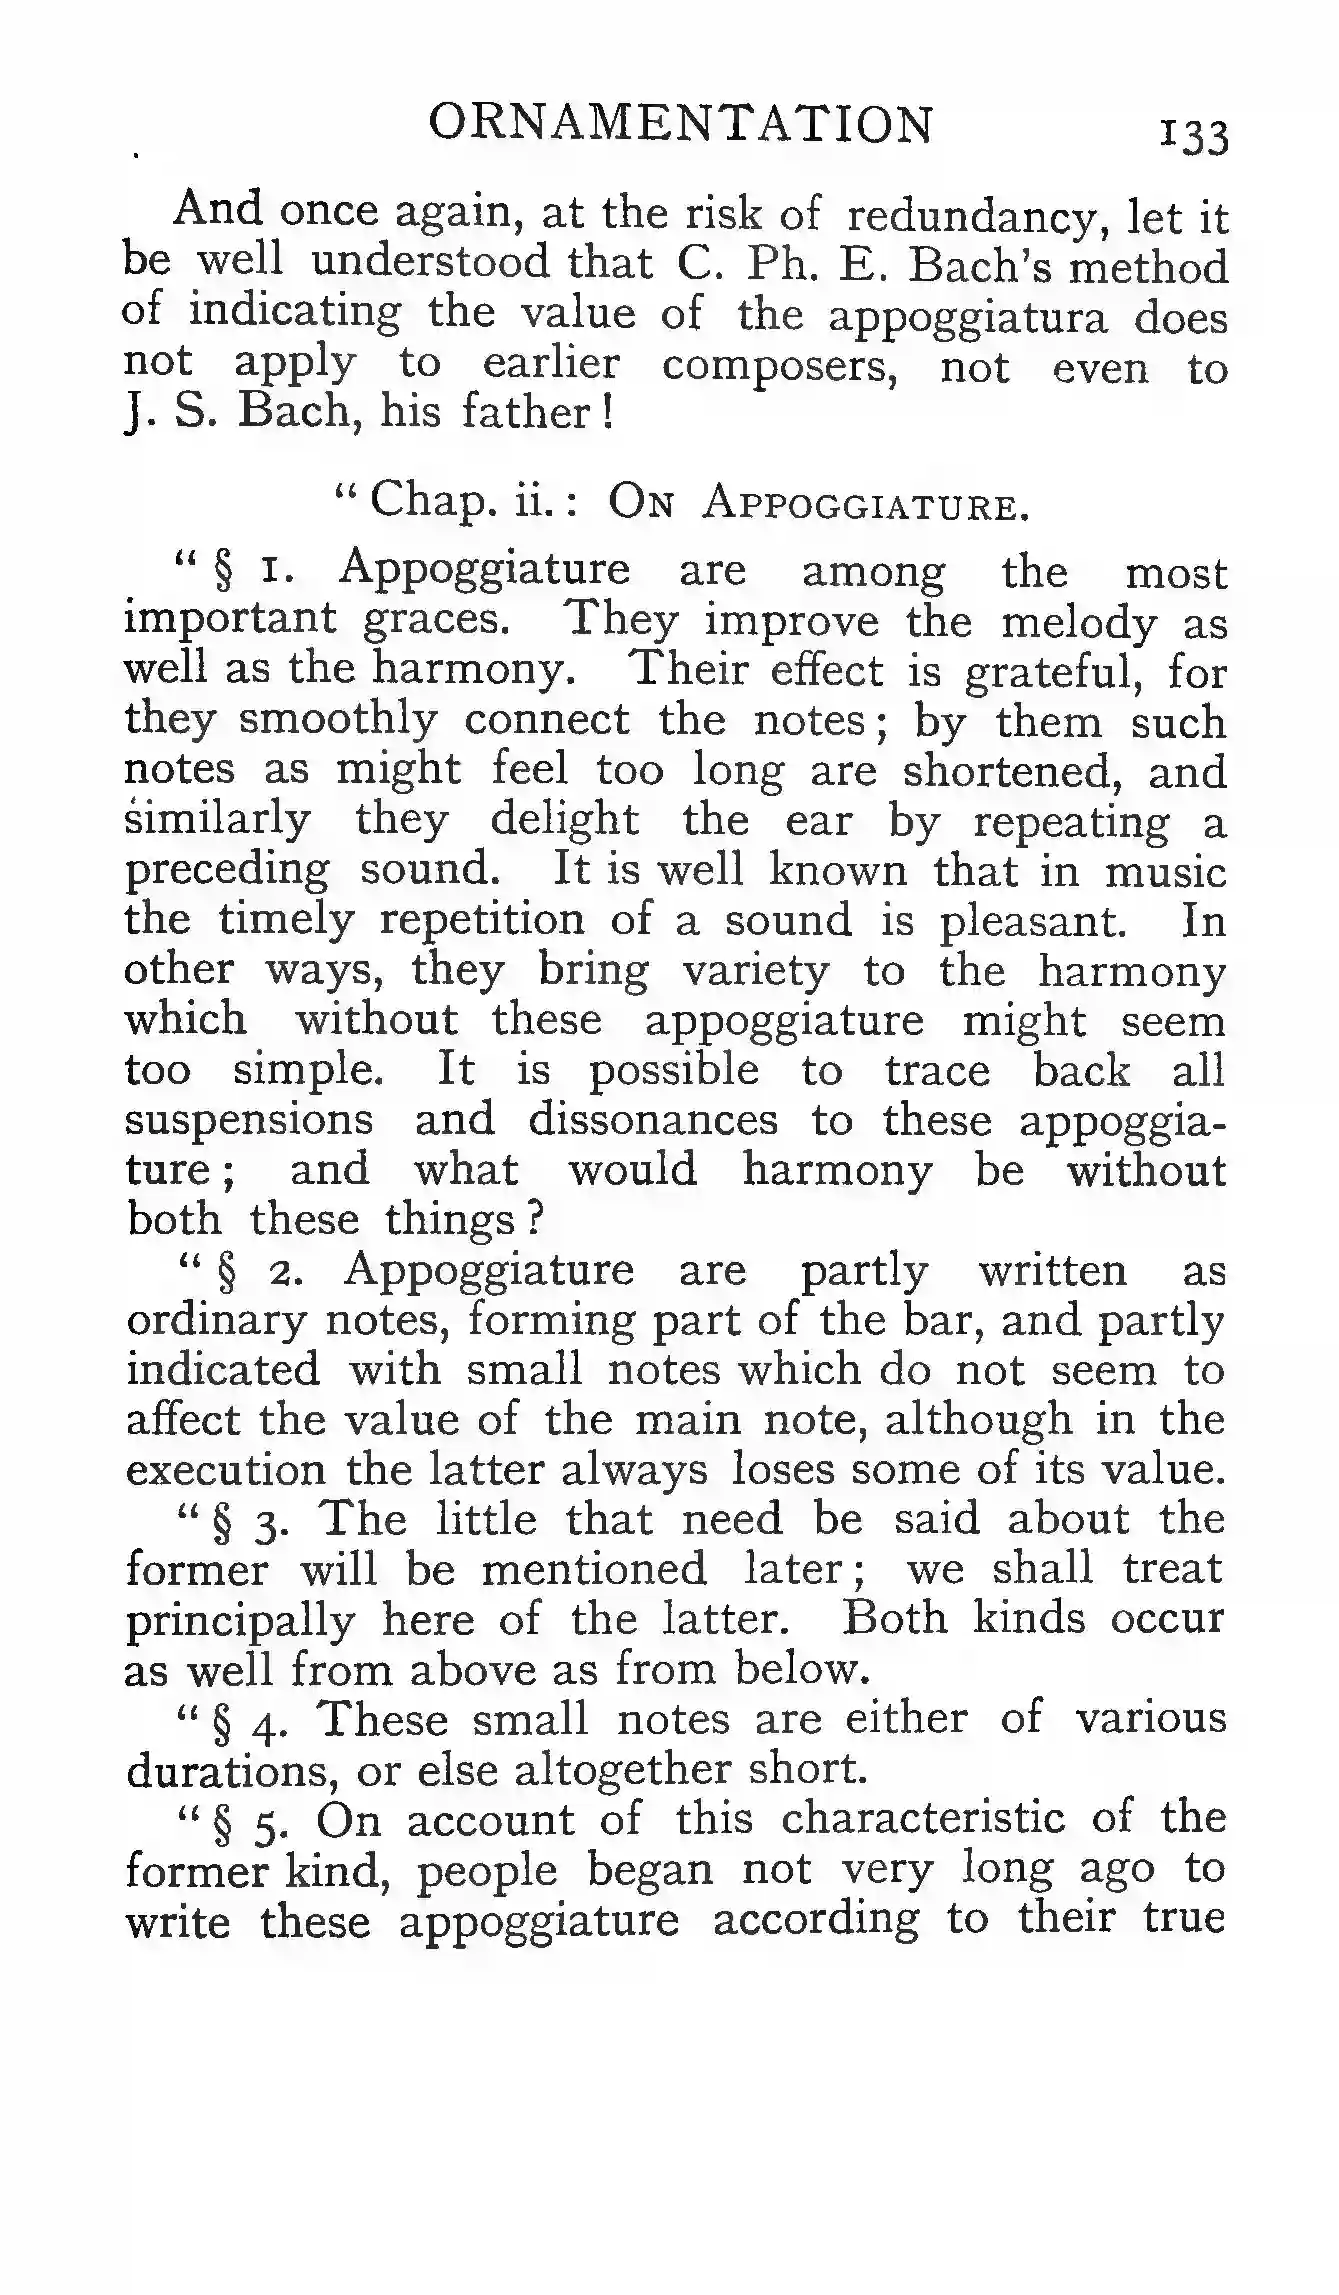 ORNAMENTATION 133
And once again, at the risk of redundancy, let it
be well understood that C. Ph. E. Bach's method
of indicating the value of the appoggiatura does
not apply to earlier composers, not even to
J. S. Bach, his father!
“Chap. ii.: ON APPOGGIATURE.
“§ 1. Appoggiature are among the most
important graces. They improve the melody as
well as the harmony. Their effect is grateful, for
they smoothly connect the notes; by them such
notes as might feel too long are shortened, and
similarly they delight the ear by repeating a
preceding sound. It is well known that in music
the timely repetition of a sound is pleasant. In
other ways, they bring variety to the harmony
which without these appoggiature might seem
too simple. It is possible to trace back all
suspensions and dissonances to these appoggia-
ture; and what would harmony be without
both these things?
“§ 2. Appoggiature are partly written as
ordinary notes, forming part of the bar, and partly
indicated with small notes which do not seem to
affect the value of the main note, although in the
execution the latter always loses some of its value.
“§ 3. The little that need be said about the
former will be mentioned later; we shall treat
principally here of the latter. Both kinds occur
as well from above as from below.
“§ 4. These small notes are either of various
durations, or else altogether short.
“§ 5. On account of this characteristic of the
former kind, people began not very long ago to
write these appoggiature according to their true